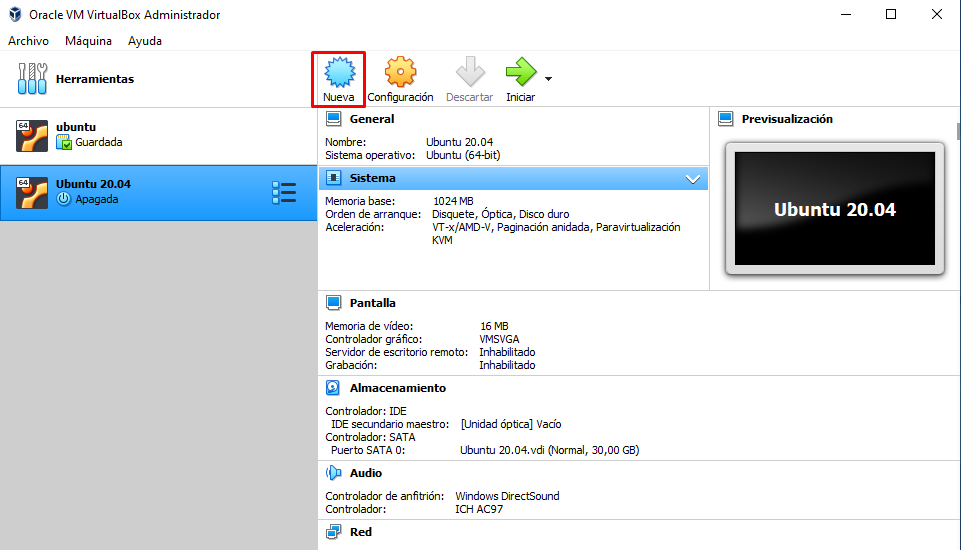 Oracle VM VirtualBox Administrador
Archivo Máquina Ayuda
Herramientas
Nueva Configuración Descartar Iniciar
64
ubuntu
Guardada
64
Ubuntu 20.04
Apagada
General
Nombre: Ubuntu 20.04
Sistema operativo: Ubuntu (64-bit)
Previsualización
Ubuntu 20.04
Sistema
Memoria base: 1024 MB
Orden de arranque: Disquete, Óptica, Disco duro
Aceleración: VT-x/AMD-V, Paginación anidada, Paravirtualización
KVM
Pantalla
Memoria de vídeo: 16 MB
Controlador gráfico: VMSVGA
Servidor de escritorio remoto: Inhabilitado
Grabación: Inhabilitado
Almacenamiento
Controlador: IDE
IDE secundario maestro: [Unidad óptica] Vacío
Controlador: SATA
Puerto SATA 0: Ubuntu 20.04.vdi (Normal, 30,00 GB)
Audio
Controlador de anfitrión: Windows DirectSound
Controlador: ICH AC97
Red